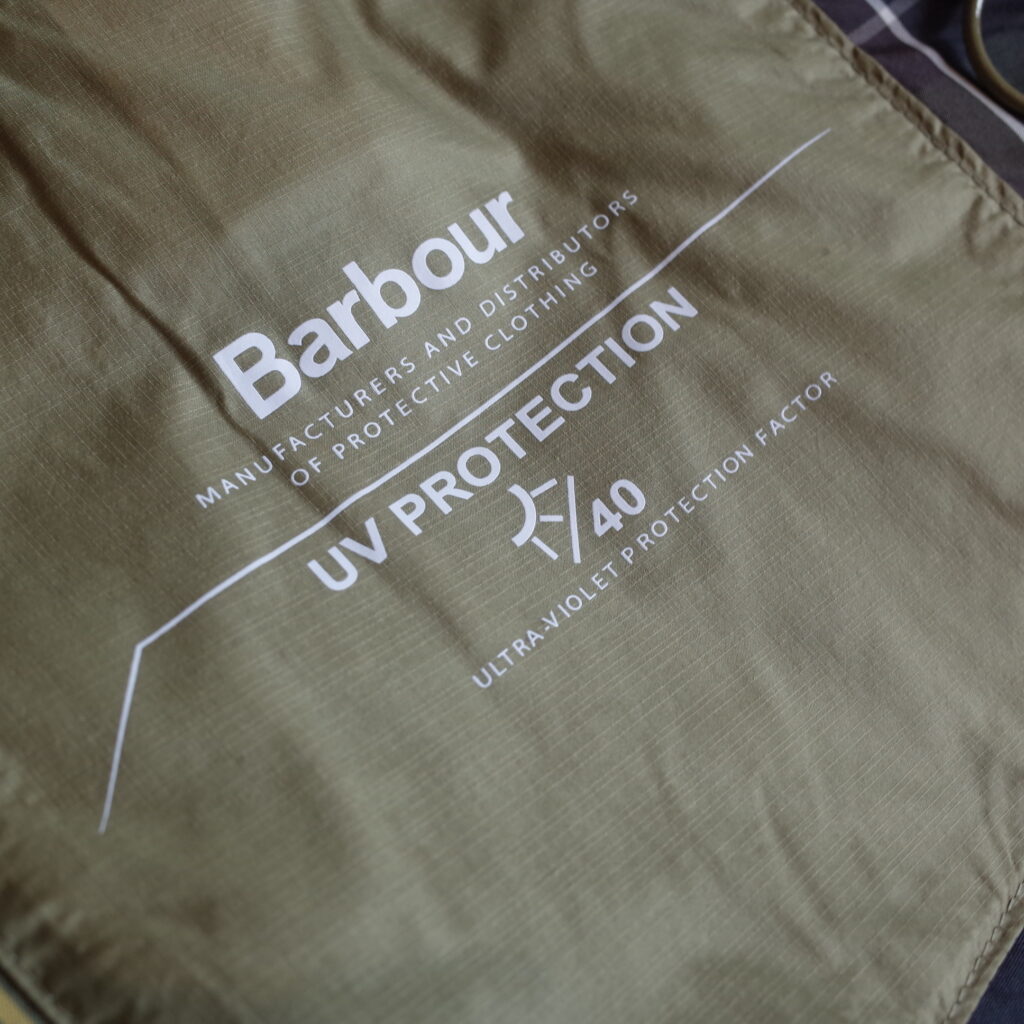 Barbour
MANUFACTURERS AND DISTRIBUTORS
OF PROTECTIVE CLOTHING
UV PROTECTION
/40
ULTRA-VIOLET PROTECTION FACTOR